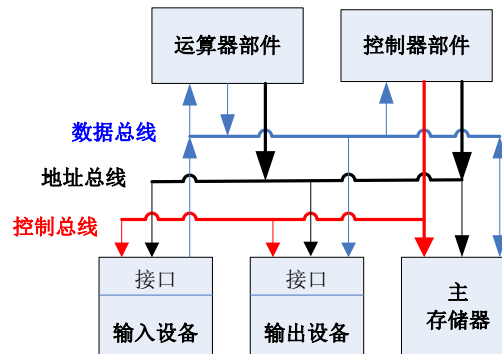 运算器部件
控制器部件
数据总线
地址总线
控制总线
接口
输入设备
接口
输出设备
主
存储器